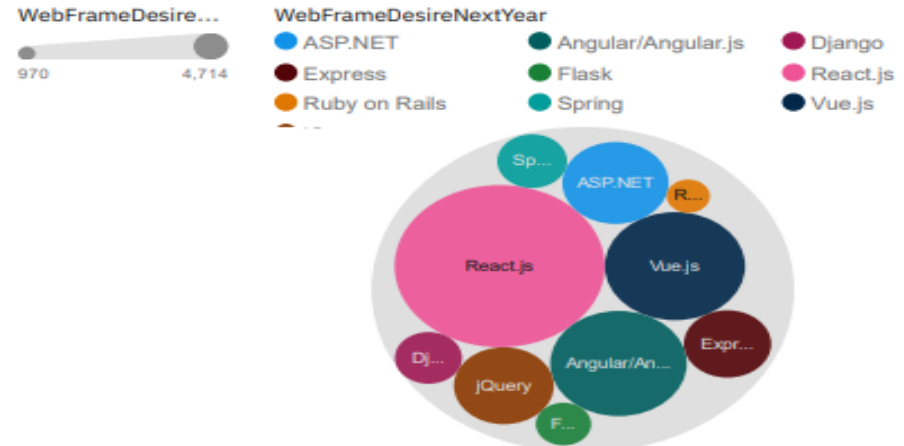 WebFrameDesire...
970 4,714
WebFrameDesireNextYear
ASP.NET Angular/Angular.js Django
Express Flask React.js
Ruby on Rails Spring Vue.js
Sp...
ASP.NET
R...
React.js
Vue.js
Expr...
Dj...
Angular/An...
jQuery
F...